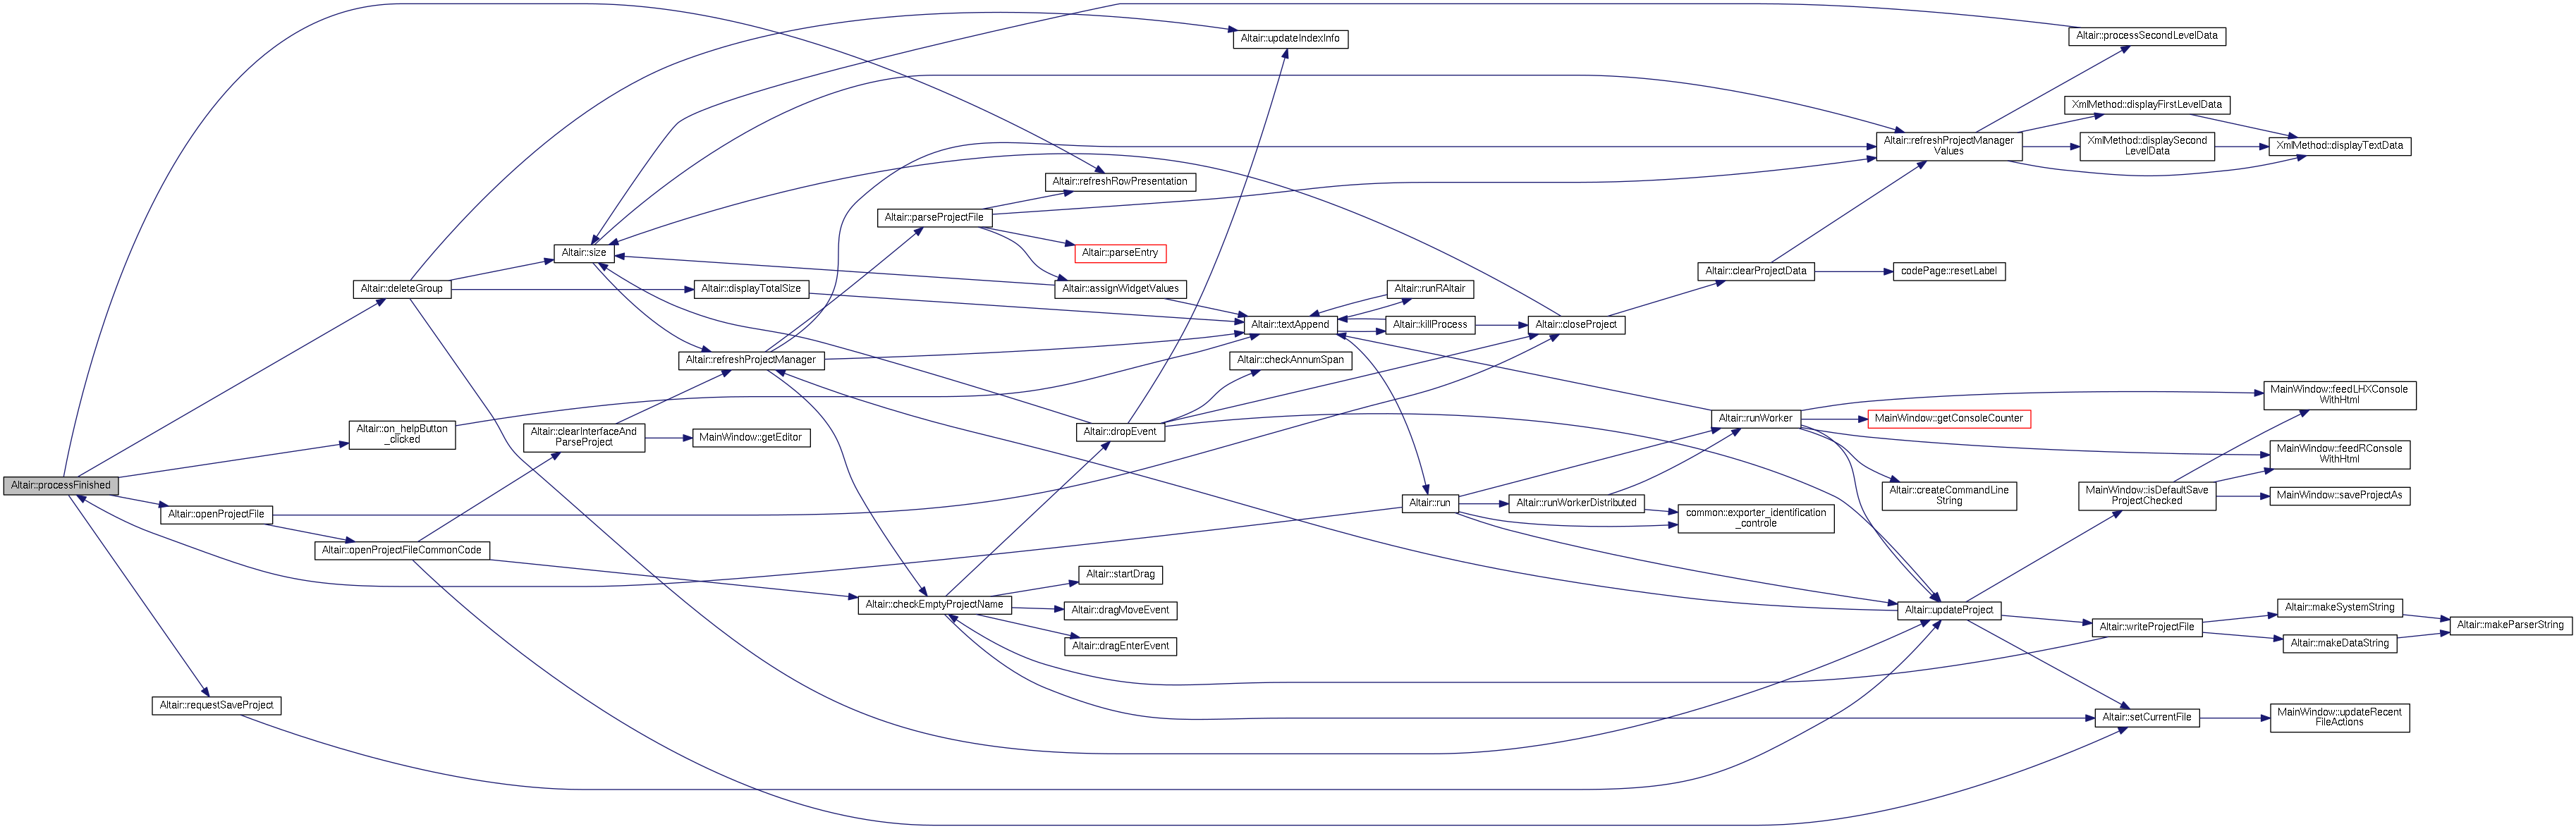 Altair::processFinished
Altair::deleteGroup
Altair::on_helpButton
_clicked
Altair::openProjectFile
Altair::openProjectFileCommonCode
Altair::requestSaveProject
Altair::size
Altair::displayTotalSize
Altair::refreshProjectManager
Altair::clearInterfaceAnd
ParseProject
MainWindow::getEditor
Altair::parseProjectFile
Altair::checkEmptyProjectName
Altair::updateIndexInfo
Altair::refreshRowPresentation
Altair::parseEntry
Altair::assignWidgetValues
Altair::textAppend
Altair::checkAnnumSpan
Altair::dropEvent
Altair::startDrag
Altair::dragMoveEvent
Altair::dragEnterEvent
Altair::runRAltair
Altair::killProcess
Altair::closeProject
Altair::run
Altair::runWorkerDistributed
common::exporter_identification
_controle
Altair::clearProjectData
Altair::runWorker
Altair::processSecondLevelData
Altair::refreshProjectManager
Values
codePage::resetLabel
MainWindow::getConsoleCounter
Altair::createCommandLine
String
Altair::updateProject
XmlMethod::displayFirstLevelData
XmlMethod::displaySecond
LevelData
XmlMethod::displayTextData
MainWindow::feedLHXConsole
WithHtml
MainWindow::feedRConsole
WithHtml
MainWindow::isDefaultSave
ProjectChecked
MainWindow::saveProjectAs
Altair::writeProjectFile
Altair::makeSystemString
Altair::makeDataString
Altair::makeParserString
Altair::setCurrentFile
MainWindow::updateRecent
FileActions